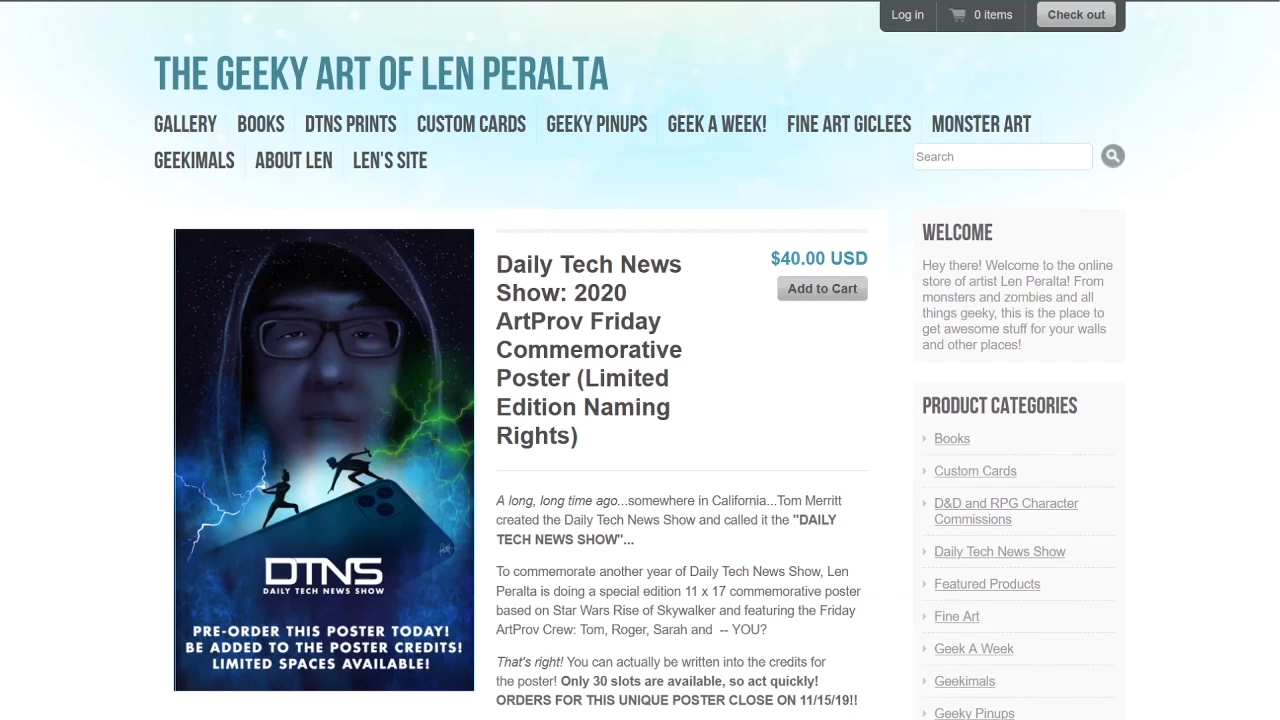 Log in
0 items
Check out
THE GEEKY ART OF LEN PERALTA
GALLERY BOOKS DTNS PRINTS CUSTOM CARDS GEEKY PINUPS GEEK A WEEK! FINE ART GICLEES MONSTER ART
GEEKIMALS ABOUT LEN LEN'S SITE
Search
DTNS
DAILY TECH NEWS SHOW
PRE-ORDER THIS POSTER TODAY!
BE ADDED TO THE POSTER CREDITS!
LIMITED SPACES AVAILABLE!
Daily Tech News
Show: 2020
ArtProv Friday
Commemorative
Poster (Limited
Edition Naming
Rights)
$40.00 USD
Add to Cart
A long, long time ago...somewhere in California...Tom Merritt
created the Daily Tech News Show and called it the "DAILY
TECH NEWS SHOW"...
To commemorate another year of Daily Tech News Show, Len
Peralta is doing a special edition 11 x 17 commemorative poster
based on Star Wars Rise of Skywalker and featuring the Friday
ArtProv Crew: Tom, Roger, Sarah and -- YOU?
That's right! You can actually be written into the credits for
the poster! Only 30 slots are available, so act quickly!
ORDERS FOR THIS UNIQUE POSTER CLOSE ON 11/15/19!!
WELCOME
Hey there! Welcome to the online
store of artist Len Peralta! From
monsters and zombies and all
things geeky, this is the place to
get awesome stuff for your walls
and other places!
PRODUCT CATEGORIES
Books
Custom Cards
D&D and RPG Character
Commissions
Daily Tech News Show
Featured Products
Fine Art
Geek A Week
Geekimals
Geeky Pinups